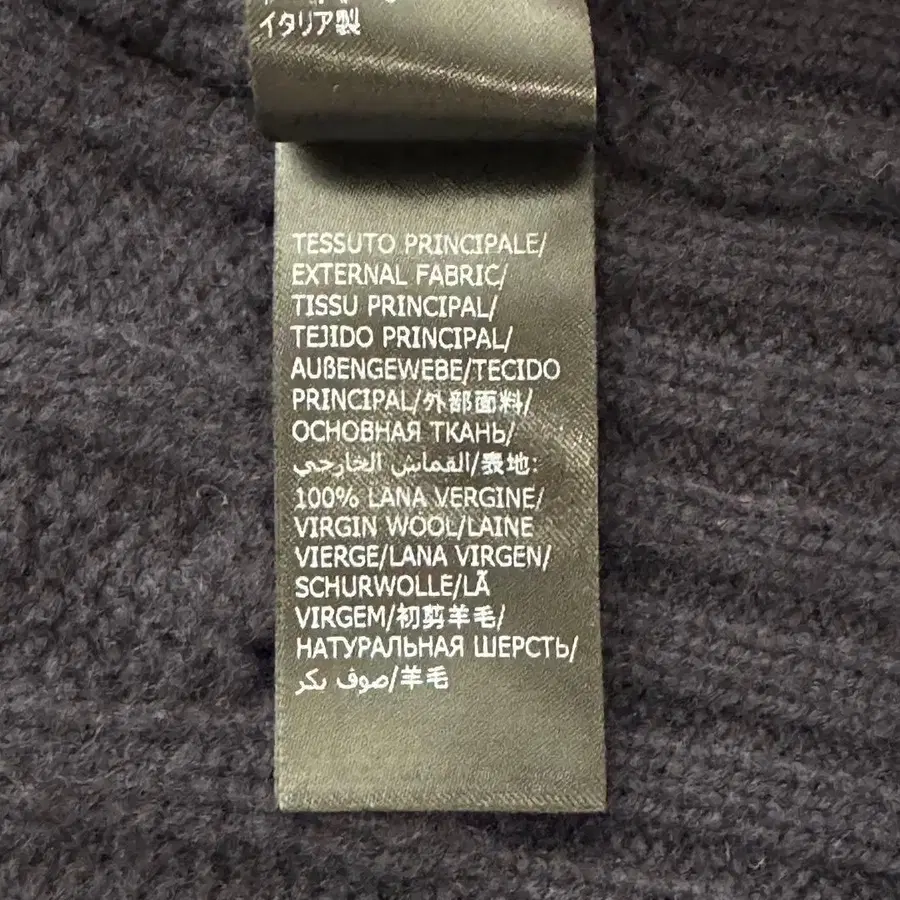 イタリア製
TESSUTO PRINCIPALE/
EXTERNAL FABRIC/
TISSU PRINCIPAL/
TEJIDO PRINCIPAL/
AUßENGEWEBE/TECIDO
PRINCIPAL/外部面料/
ОСНОВНАЯ ТКАНЬ/
القماش الخارجي/表地:
100% LANA VERGINE/
VIRGIN WOOL/LAINE
VIERGE/LANA VIRGEN/
SCHURWOLLE/LÃ
VIRGEM/初剪羊毛/
НАТУРАЛЬНАЯ ШЕРСТЬ/
صوف بكر/羊毛